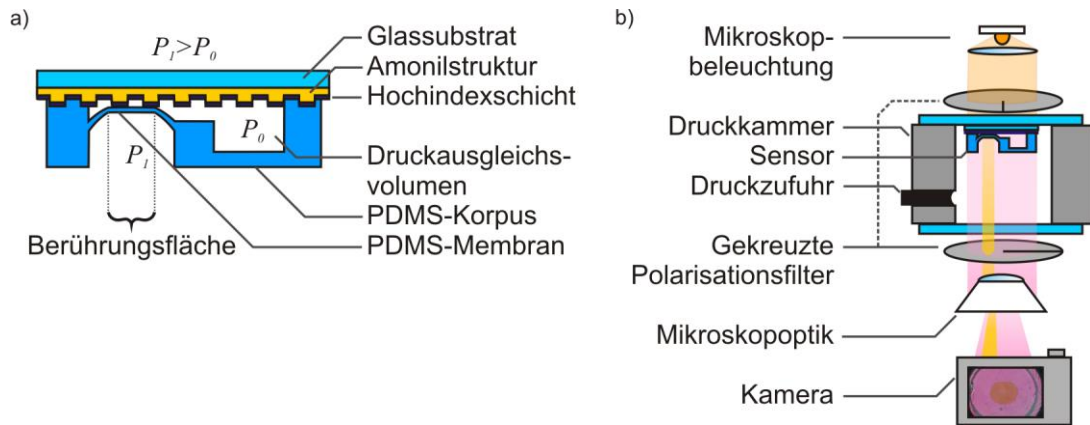 a)
P₁>P₀
Glassubstrat
Amonilstruktur
Hochindexschicht
P₀
P₁
Druckausgleichs-
volumen
PDMS-Korpus
PDMS-Membran
Berührungsfläche
b)
Mikroskop-
beleuchtung
Druckkammer
Sensor
Druckzufuhr
Gekreuzte
Polarisationsfilter
Mikroskopoptik
Kamera